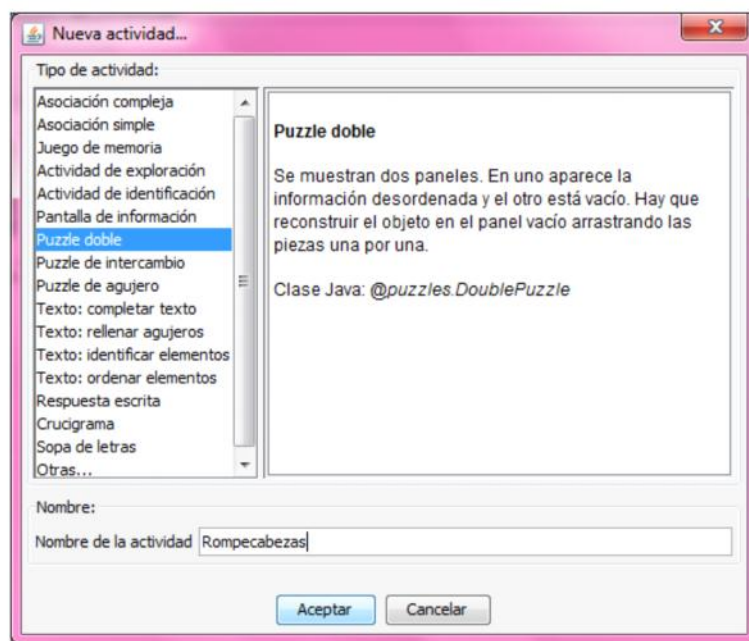 Nueva actividad...
Tipo de actividad:
Asociación compleja
Asociación simple
Juego de memoria
Actividad de exploración
Actividad de identificación
Pantalla de información
Puzzle doble
Puzzle de intercambio
Puzzle de agujero
Texto: completar texto
Texto: rellenar agujeros
Texto: identificar elementos
Texto: ordenar elementos
Respuesta escrita
Crucigrama
Sopa de letras
Otras...
Puzzle doble
Se muestran dos paneles. En uno aparece la
información desordenada y el otro está vacío. Hay que
reconstruir el objeto en el panel vacío arrastrando las
piezas una por una.
Clase Java: @puzzles.DoublePuzzle
Nombre:
Nombre de la actividad Rompecabezas
Aceptar Cancelar